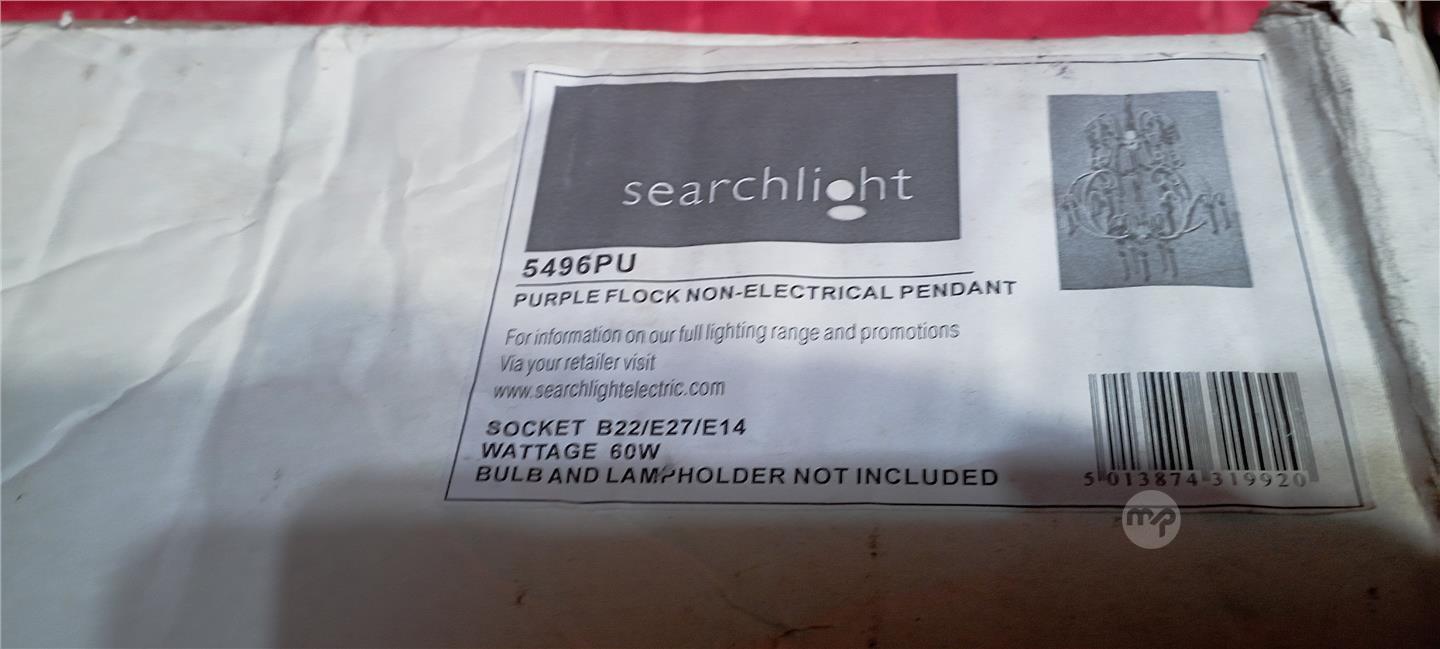 searchlight
5496PU
PURPLE FLOCK NON-ELECTRICAL PENDANT
For information on our full lighting range and promotions
Via your retailer visit
www.searchlightelectric.com
SOCKET B22/E27/E14
WATTAGE 60W
BULB AND LAMPHOLDER NOT INCLUDED
5 013874 319920
mp